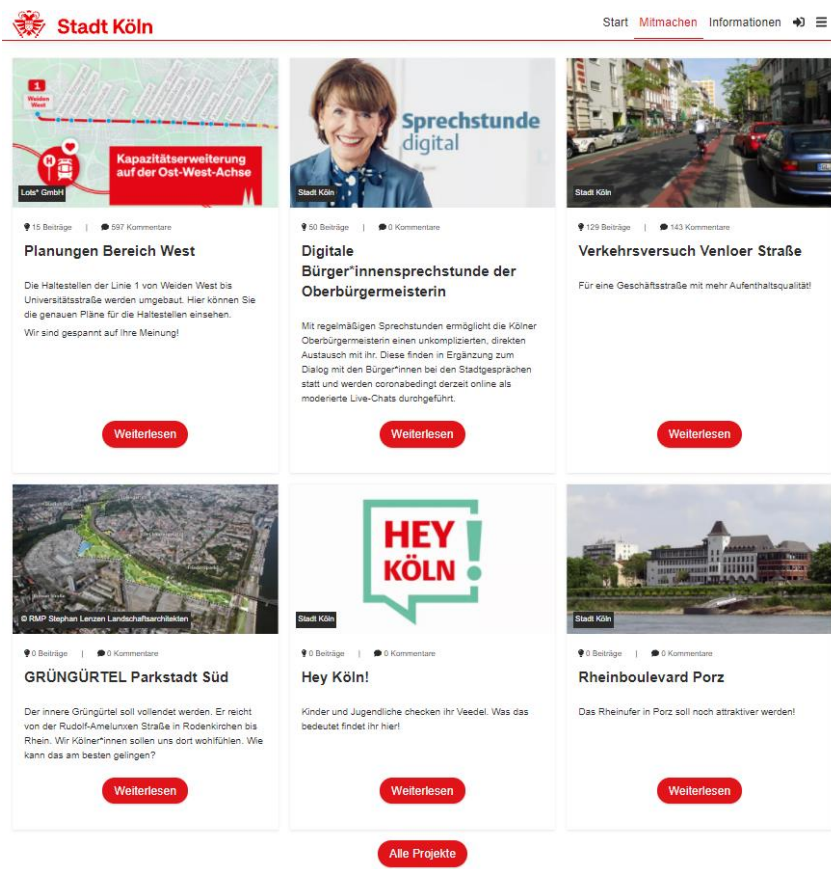 Stadt Köln
Start Mitmachen Informationen
1
Weiden
West
H
Kapazitätserweiterung
auf der Ost-West-Achse
Lots* GmbH
15 Beiträge | 597 Kommentare
Planungen Bereich West
Die Haltestellen der Linie 1 von Weiden West bis
Universitätsstraße werden umgebaut. Hier können Sie
die genauen Pläne für die Haltestellen einsehen.
Wir sind gespannt auf Ihre Meinung!
Weiterlesen
Sprechstunde
digital
Stadt Köln
50 Beiträge | 0 Kommentare
Digitale
Bürger*innensprechstunde der
Oberbürgermeisterin
Mit regelmäßigen Sprechstunden ermöglicht die Kölner
Oberbürgermeisterin einen unkomplizierten, direkten
Austausch mit ihr. Diese finden in Ergänzung zum
Dialog mit den Bürger*innen bei den Stadtgesprächen
statt und werden coronabedingt derzeit online als
moderierte Live-Chats durchgeführt.
Weiterlesen
Stadt Köln
129 Beiträge | 143 Kommentare
Verkehrsversuch Venloer Straße
Für eine Geschäftsstraße mit mehr Aufenthaltsqualität!
Weiterlesen
© RMP Stephan Lenzen Landschaftsarchitekten
0 Beiträge | 0 Kommentare
GRÜNGÜRTEL Parkstadt Süd
Der innere Grüngürtel soll vollendet werden. Er reicht
von der Rudolf-Amelunxen Straße in Rodenkirchen bis
Rhein. Wir Kölner*innen sollen uns dort wohlfühlen. Wie
kann das am besten gelingen?
Weiterlesen
HEY
KÖLN
Stadt Köln
0 Beiträge | 0 Kommentare
Hey Köln!
Kinder und Jugendliche checken ihr Veedel. Was das
bedeutet findet ihr hier!
Weiterlesen
Stadt Köln
0 Beiträge | 0 Kommentare
Rheinboulevard Porz
Das Rheinufer in Porz soll noch attraktiver werden!
Weiterlesen
Alle Projekte